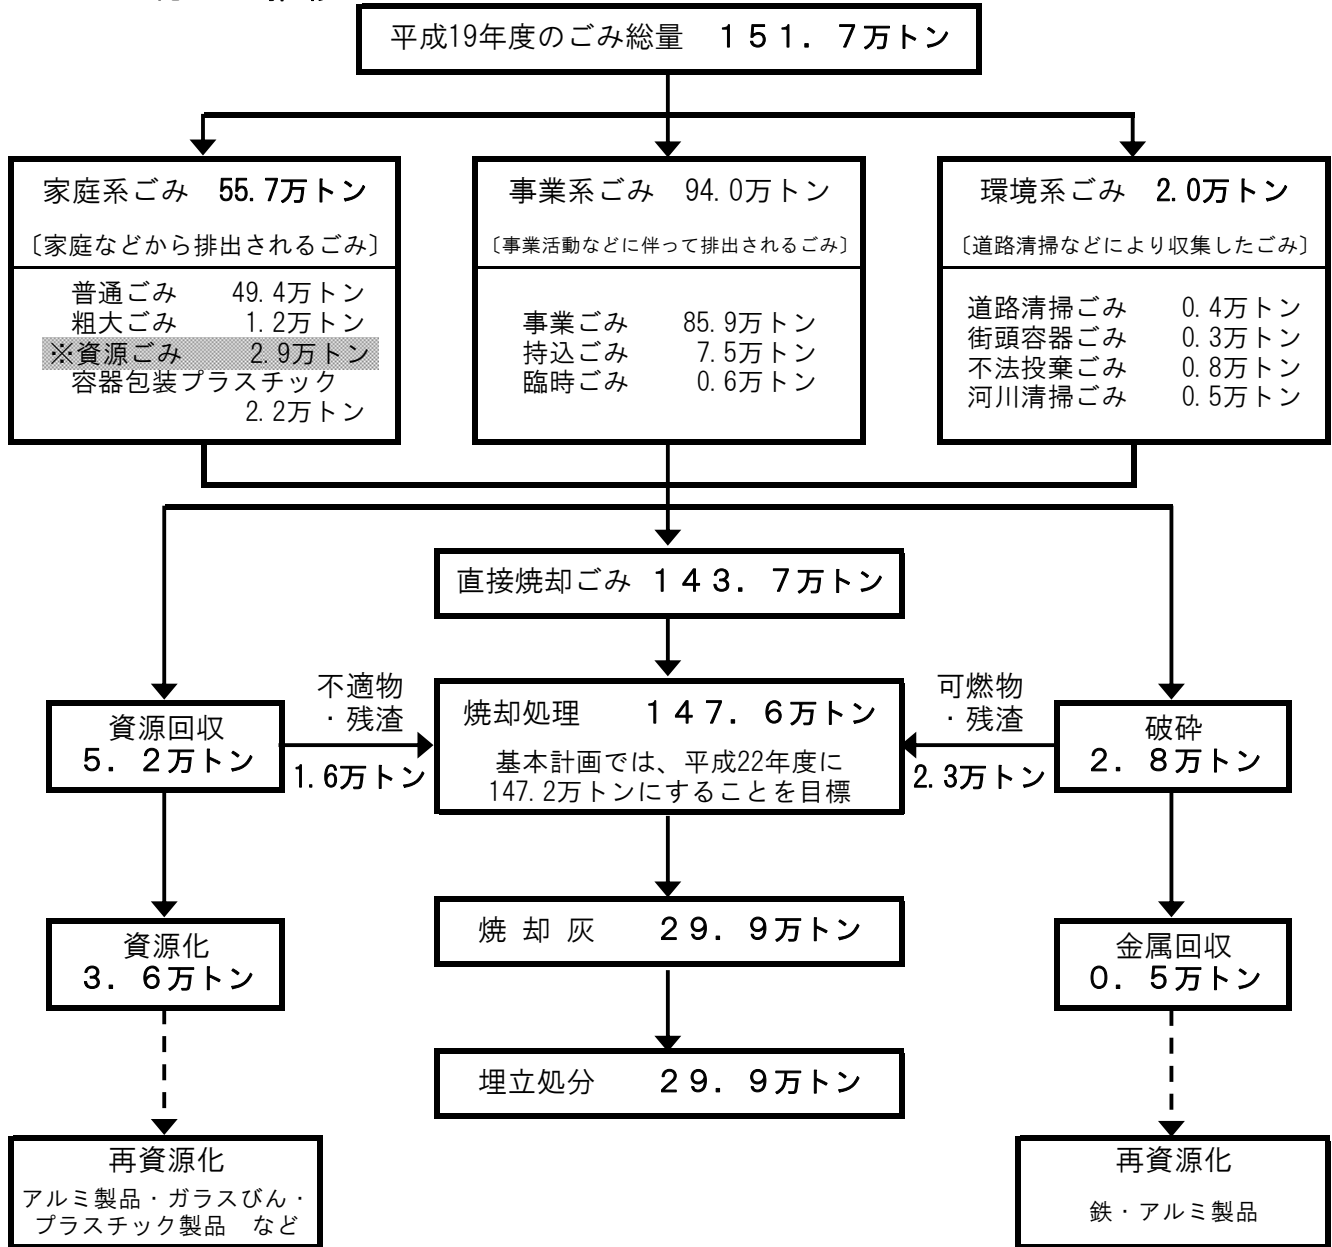 平成19年度のごみ総量　１５１．７万トン
家庭系ごみ　55.7万トン
〔家庭などから排出されるごみ〕
普通ごみ　49.4万トン
粗大ごみ　1.2万トン
※資源ごみ　2.9万トン
容器包装プラスチック
2.2万トン
事業系ごみ　94.0万トン
〔事業活動などに伴って排出されるごみ〕
事業ごみ　85.9万トン
持込ごみ　7.5万トン
臨時ごみ　0.6万トン
環境系ごみ　2.0万トン
〔道路清掃などにより収集したごみ〕
道路清掃ごみ　0.4万トン
街頭容器ごみ　0.3万トン
不法投棄ごみ　0.8万トン
河川清掃ごみ　0.5万トン
直接焼却ごみ　１４３．７万トン
資源回収
５．２万トン
不適物
・残渣
1.6万トン
焼却処理　１４７．６万トン
基本計画では、平成22年度に
147.2万トンにすることを目標
可燃物
・残渣
2.3万トン
破砕
２．８万トン
資源化
３．６万トン
焼 却 灰　２９．９万トン
金属回収
０．５万トン
埋立処分　２９．９万トン
再資源化
アルミ製品・ガラスびん・
プラスチック製品　など
再資源化
鉄・アルミ製品